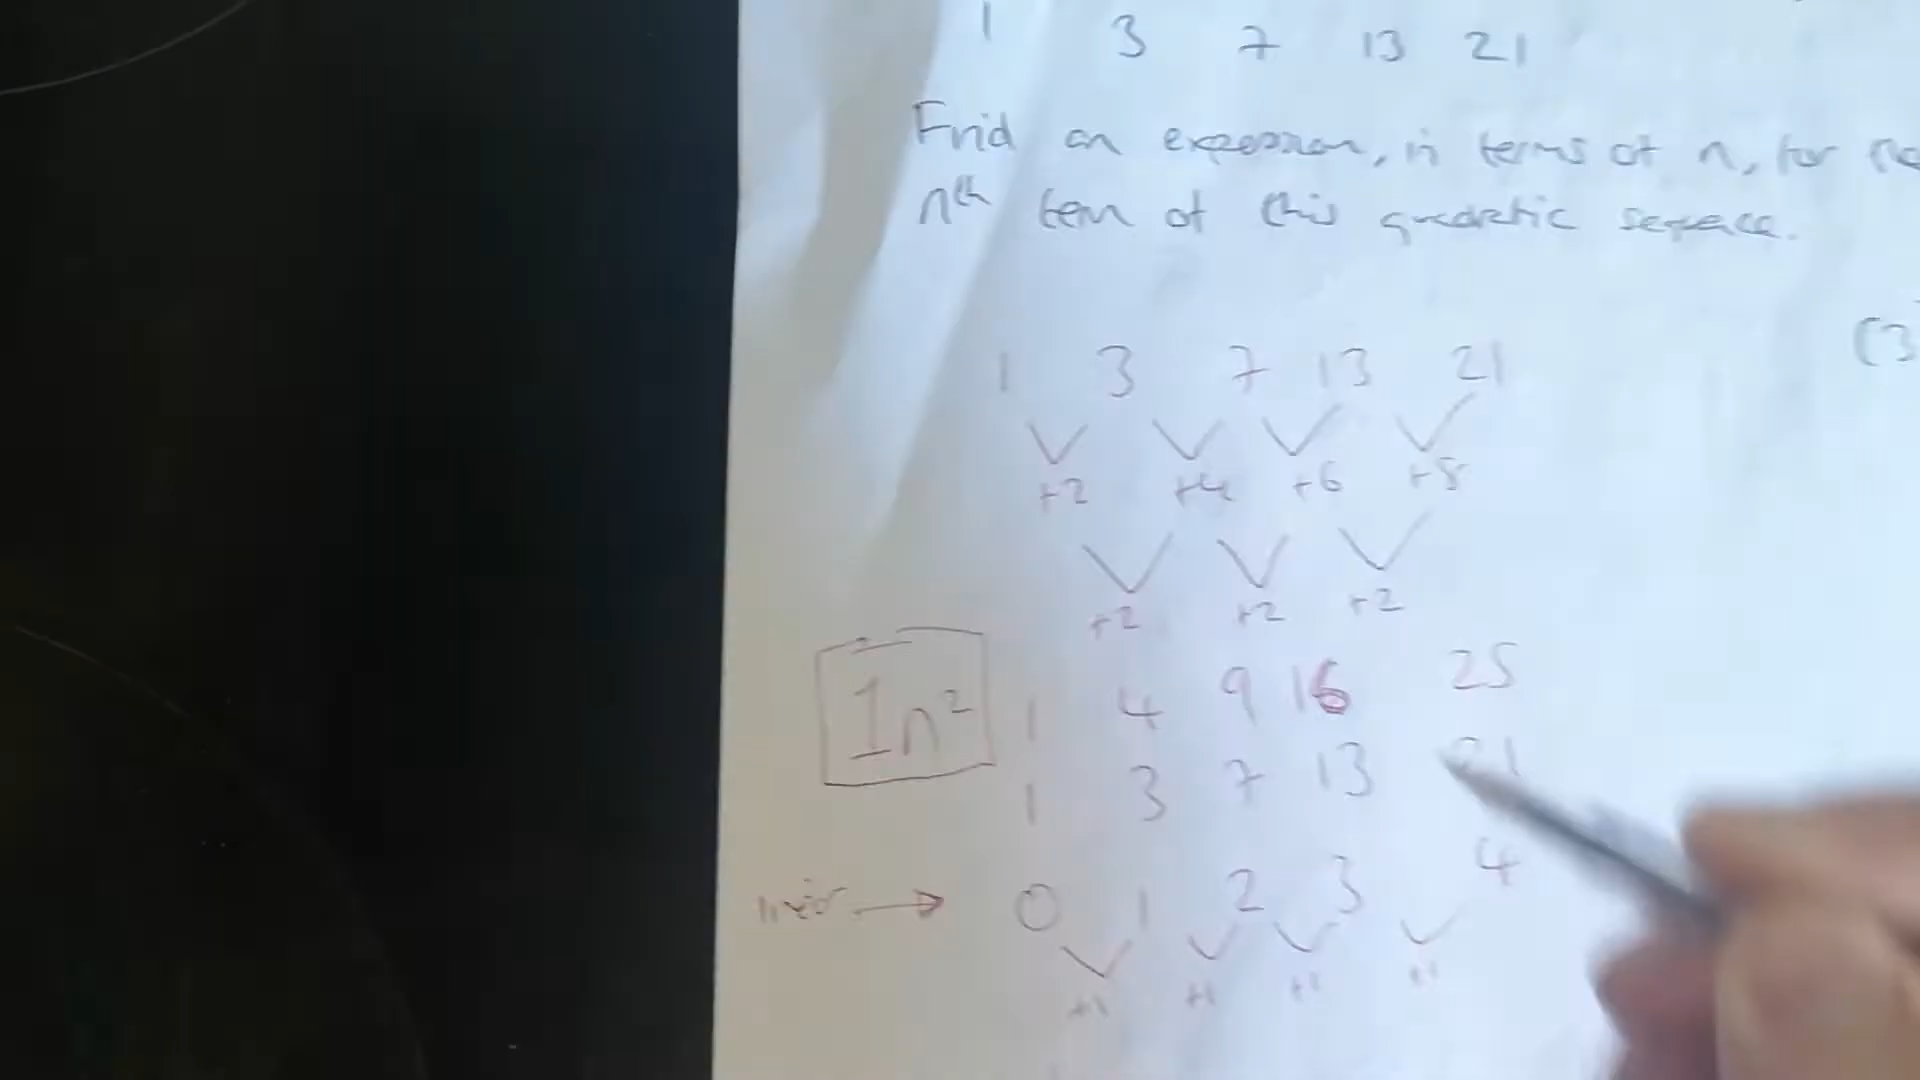 1 3 7 13 21
Find an expression, in terms of n, for the
nth term of this quadratic sequence.
(3
1 3 7 13 21
+2 +4 +6 +8
+2 +2 +2
1n² 1 4 9 16 25
1 3 7 13 21
linear → 0 1 2 3 4
+1 +1 +1 +1